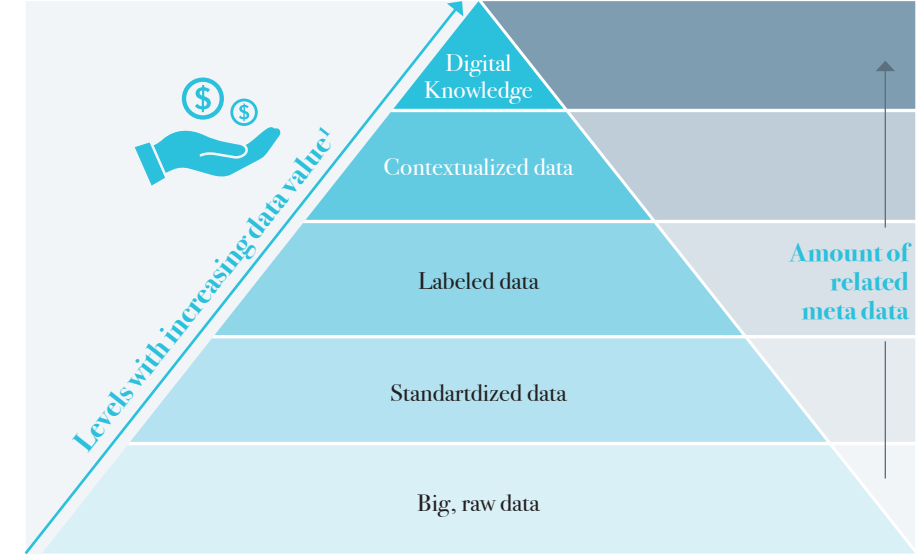 Digital
Knowledge
$
$
Contextualized data
Levels with increasing data value¹
Amount of
related
meta data
Labeled data
Standartdized data
Big, raw data